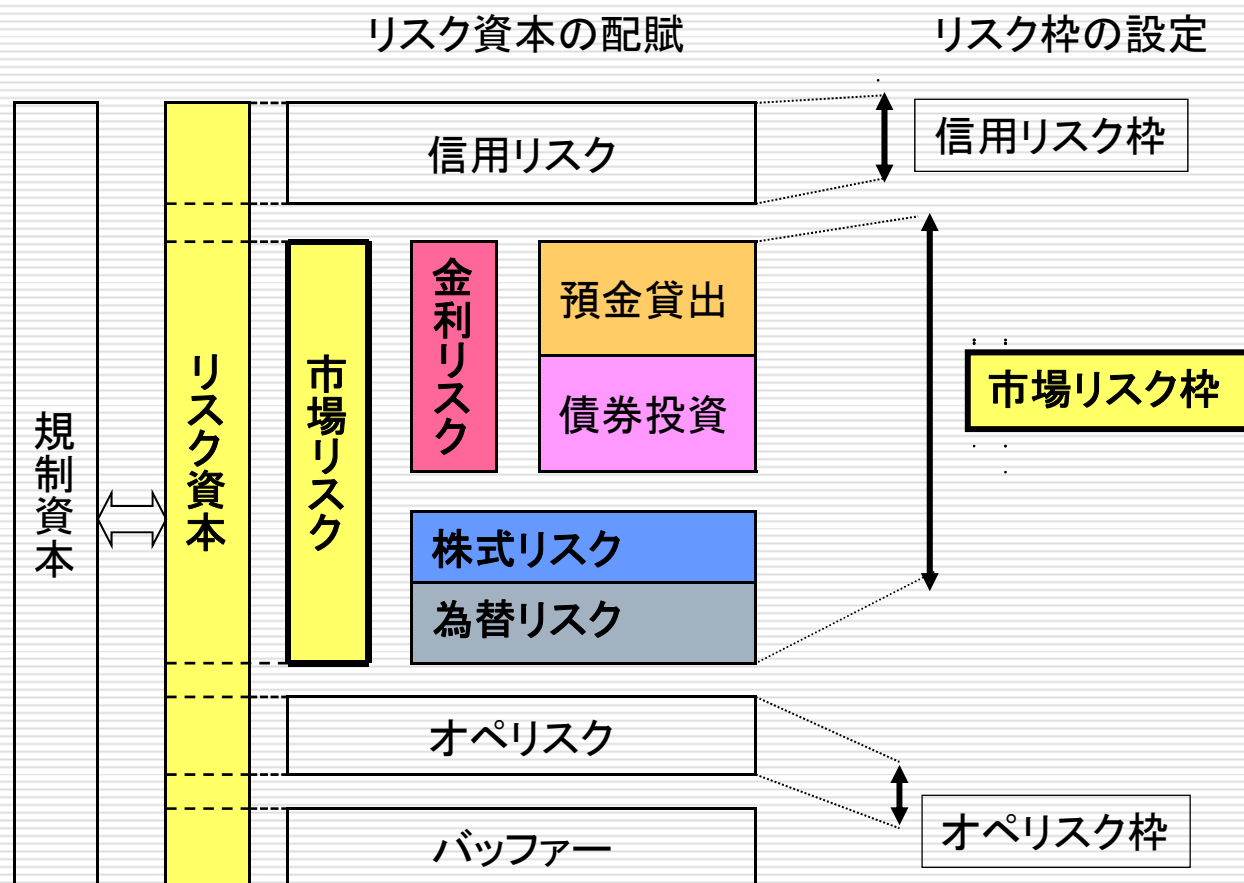 リスク資本の配賦
リスク枠の設定
規制資本
リスク資本
信用リスク
信用リスク枠
市場リスク
金利リスク
預金貸出
債券投資
株式リスク
為替リスク
市場リスク枠
オペリスク
オペリスク枠
バッファー